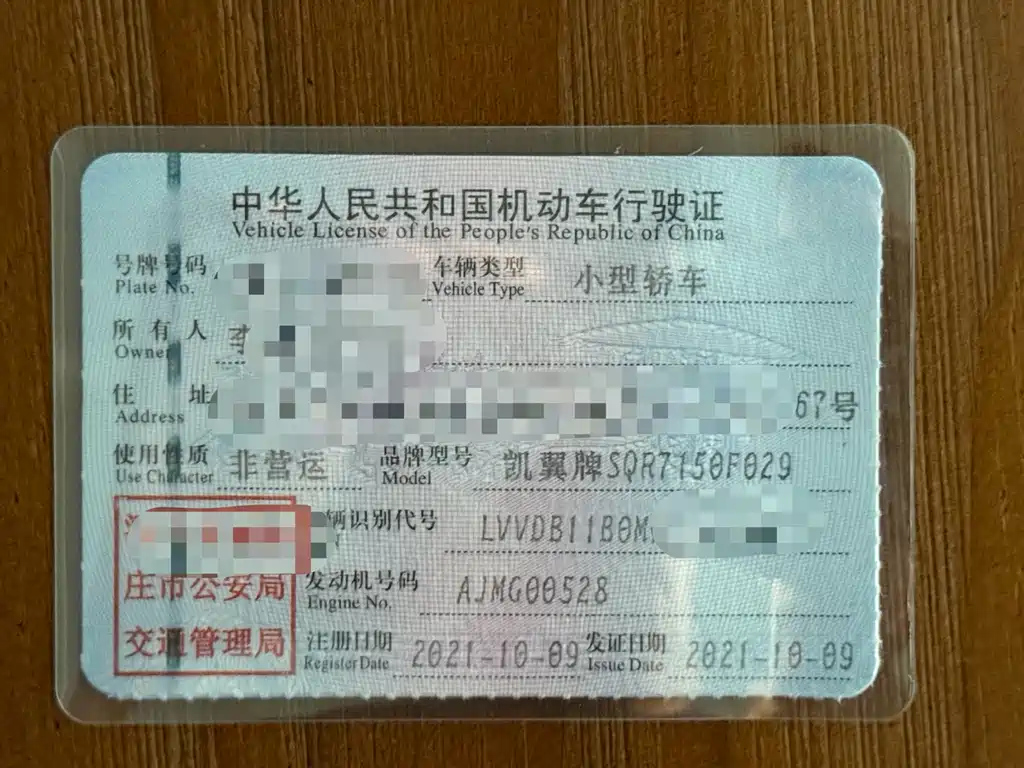 中华人民共和国机动车行驶证
Vehicle License of the People's Republic of China
号牌号码 车辆类型 小型轿车
Plate No. Vehicle Type
所有人
Owner
住址 67号
Address
使用性质 非营运 品牌型号 凯翼牌SQR7150F029
Use Character Model
辆识别代号 LVVDB11B0M
庄市公安局 发动机号码 AJMG00528
Engine No.
交通管理局 注册日期 2021-10-09 发证日期 2021-10-09
Register Date Issue Date